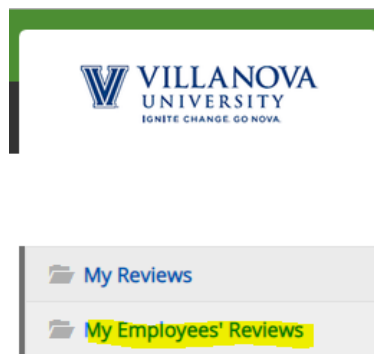 VILLANOVA
UNIVERSITY
IGNITE CHANGE. GO NOVA.
My Reviews
My Employees' Reviews